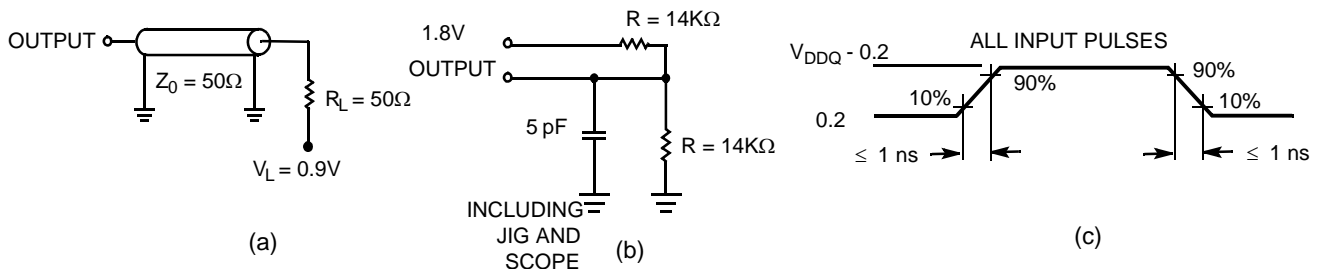 OUTPUT
Z0 = 50Ω
RL = 50Ω
VL = 0.9V
(a)
R = 14KΩ
1.8V
OUTPUT
5 pF
R = 14KΩ
INCLUDING
JIG AND
SCOPE
(b)
ALL INPUT PULSES
VDDQ - 0.2
90%
90%
10%
10%
0.2
≤ 1 ns
≤ 1 ns
(c)